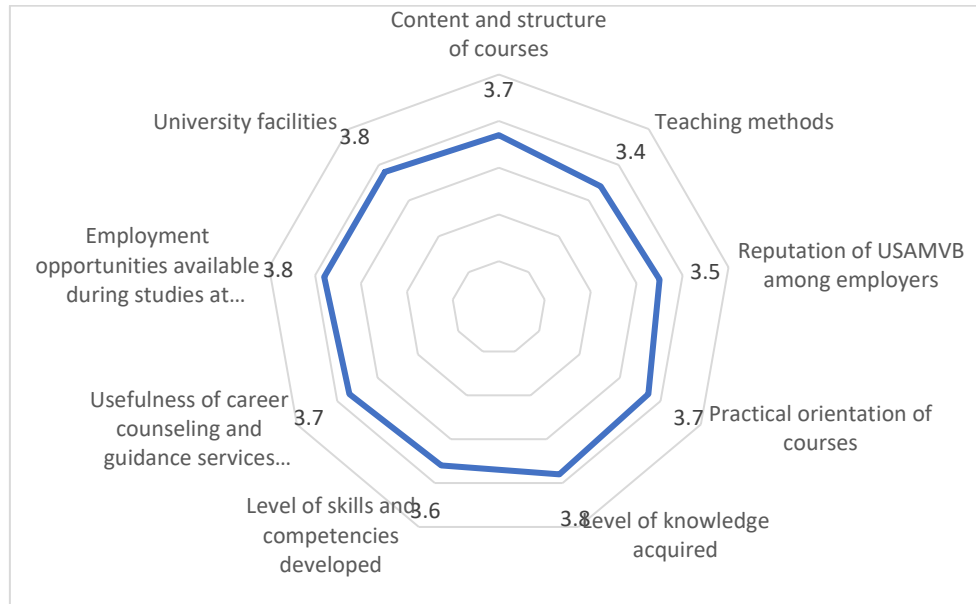 Content and structure
of courses
3.7
Teaching methods
3.4
Reputation of USAMVB
among employers
3.5
Practical orientation of
courses
3.7
Level of knowledge
acquired
3.8
Level of skills and
competencies
developed
3.6
Usefulness of career
counseling and
guidance services...
3.7
Employment
opportunities available
during studies at...
3.8
University facilities
3.8